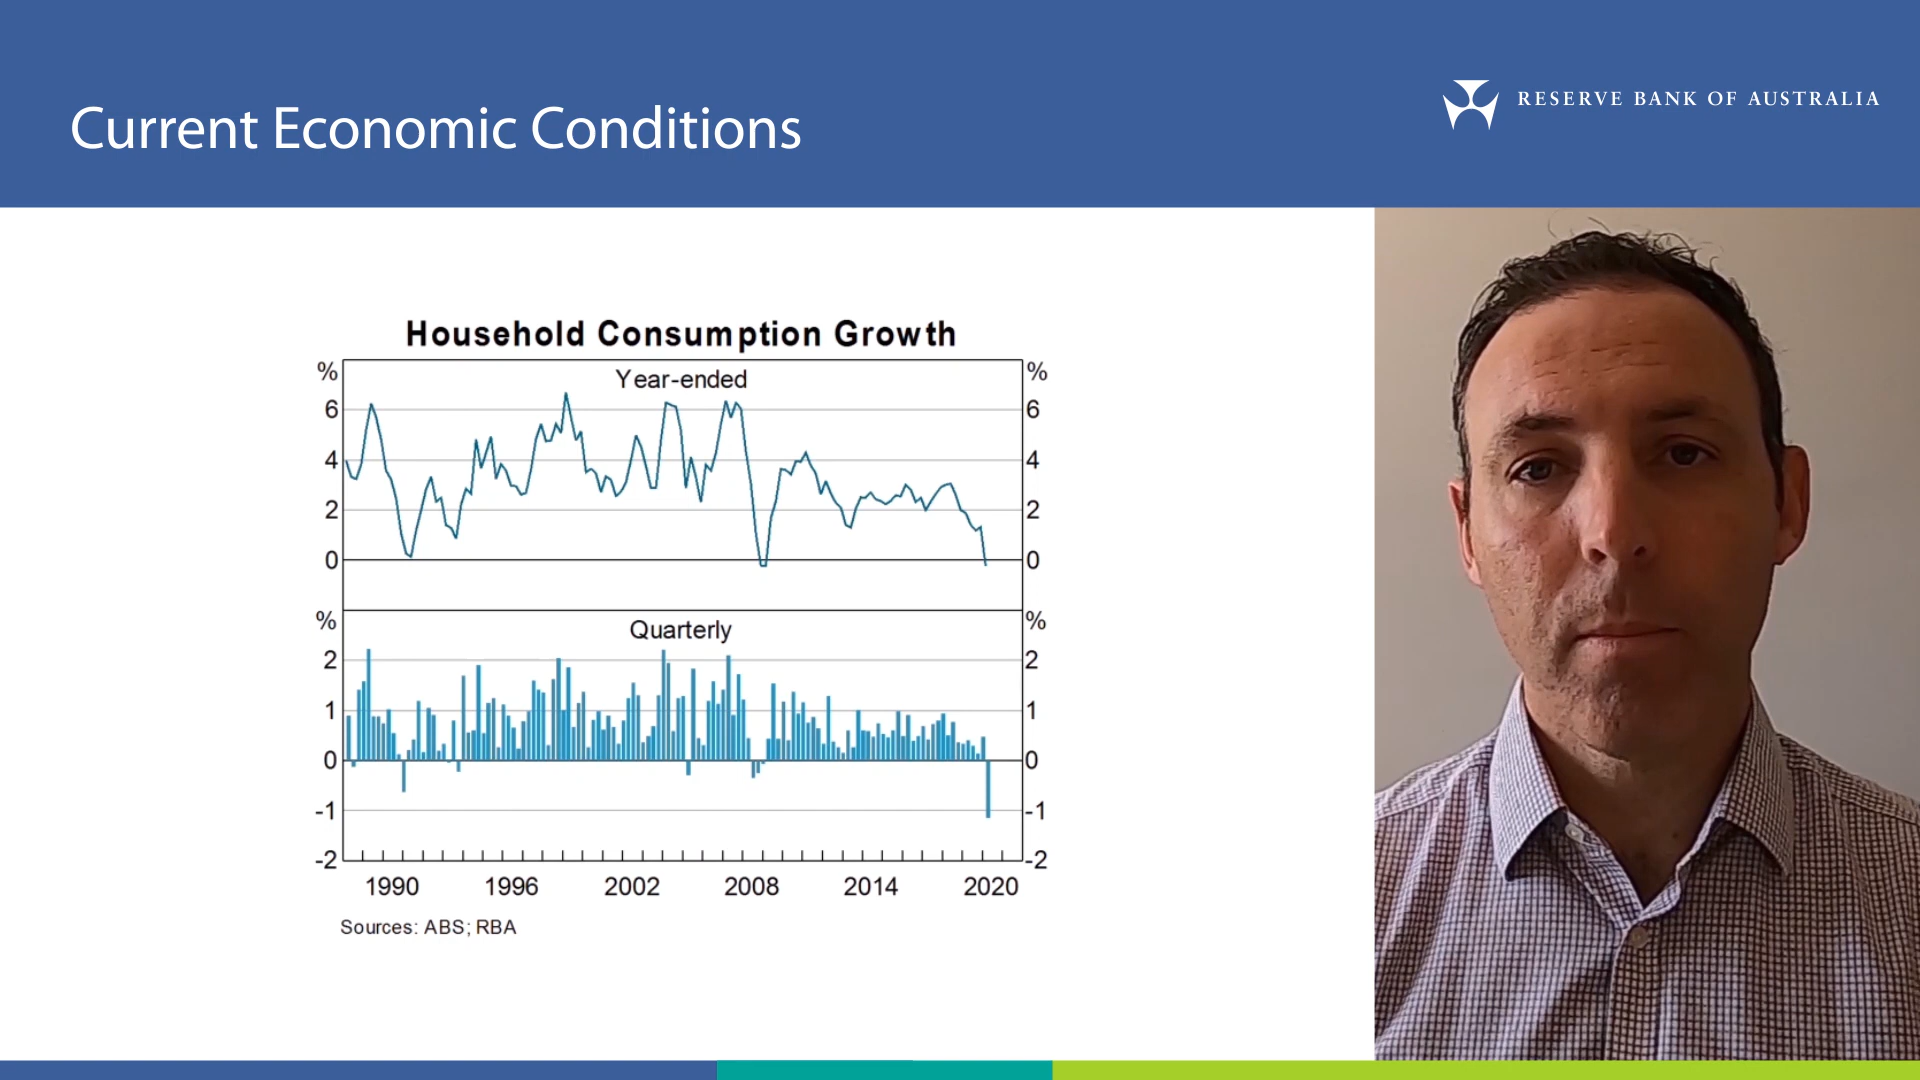 Current Economic Conditions
RESERVE BANK OF AUSTRALIA
Household Consumption Growth
% Year-ended %
6 6
4 4
2 2
0 0
% Quarterly %
2 2
1 1
0 0
-1 -1
-2 -2
1990 1996 2002 2008 2014 2020
Sources: ABS; RBA